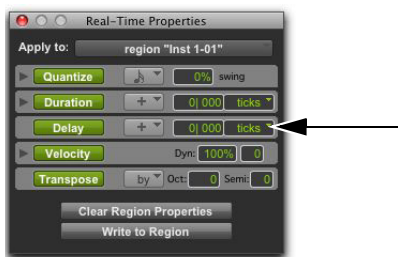 Real-Time Properties
Apply to: region "Inst 1-01"
Quantize 0% swing
Duration + 0| 000 ticks
Delay + 0| 000 ticks
Velocity Dyn: 100% 0
Transpose by Oct: 0 Semi: 0
Clear Region Properties
Write to Region